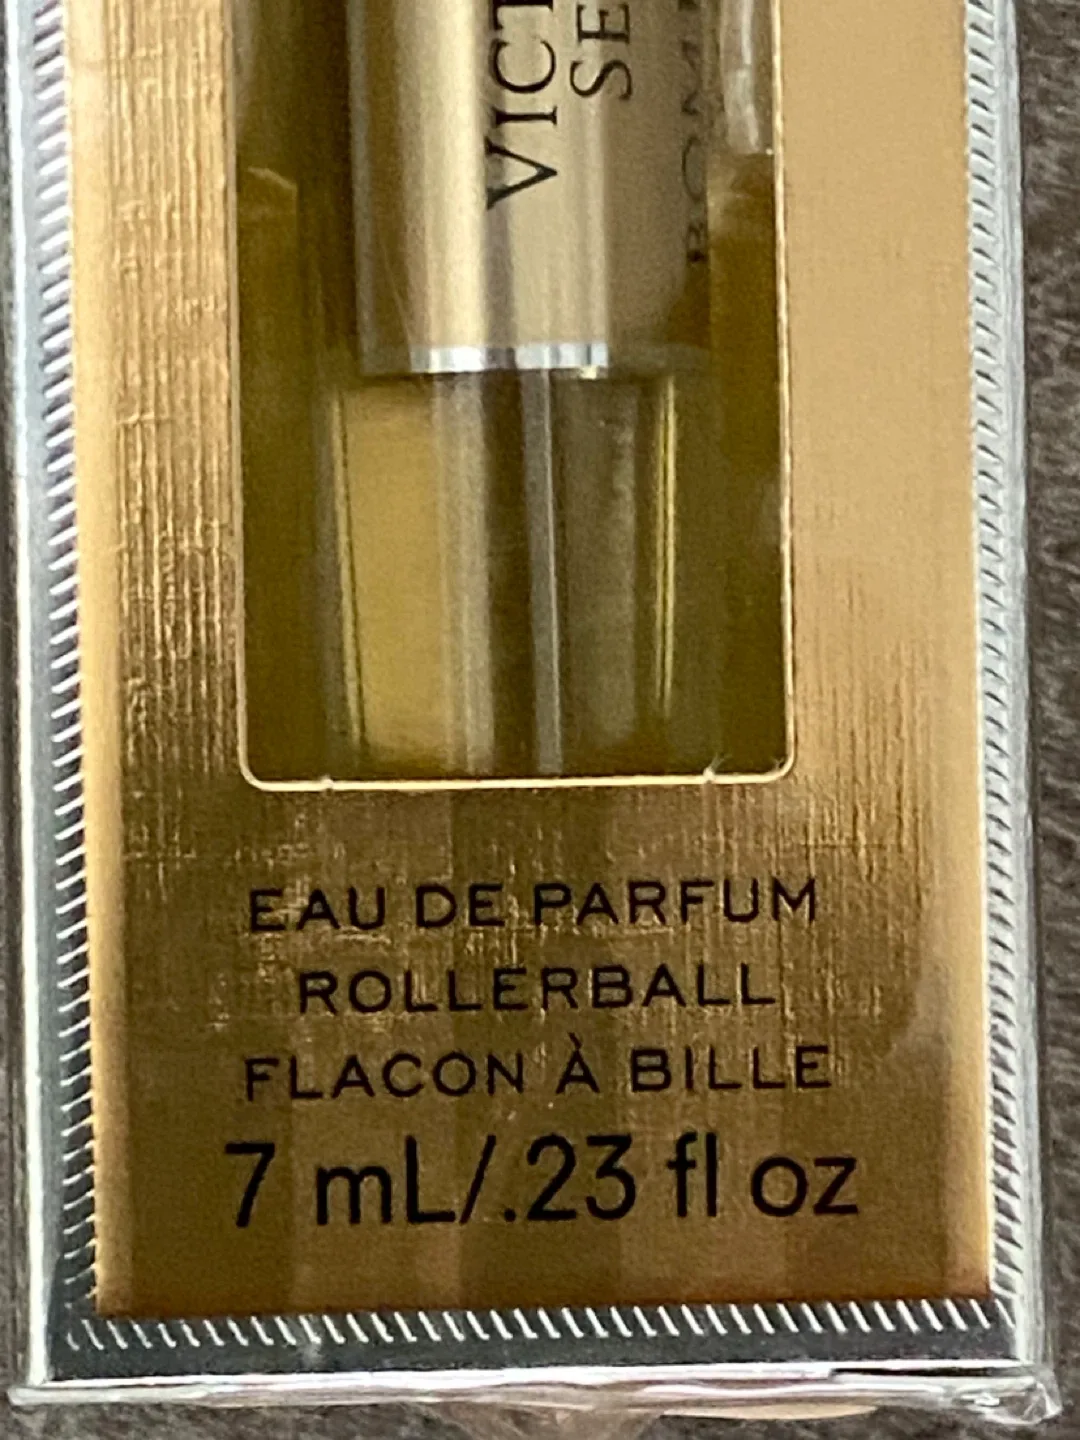 EAU DE PARFUM
ROLLERBALL
FLACON À BILLE
7 mL/.23 fl oz